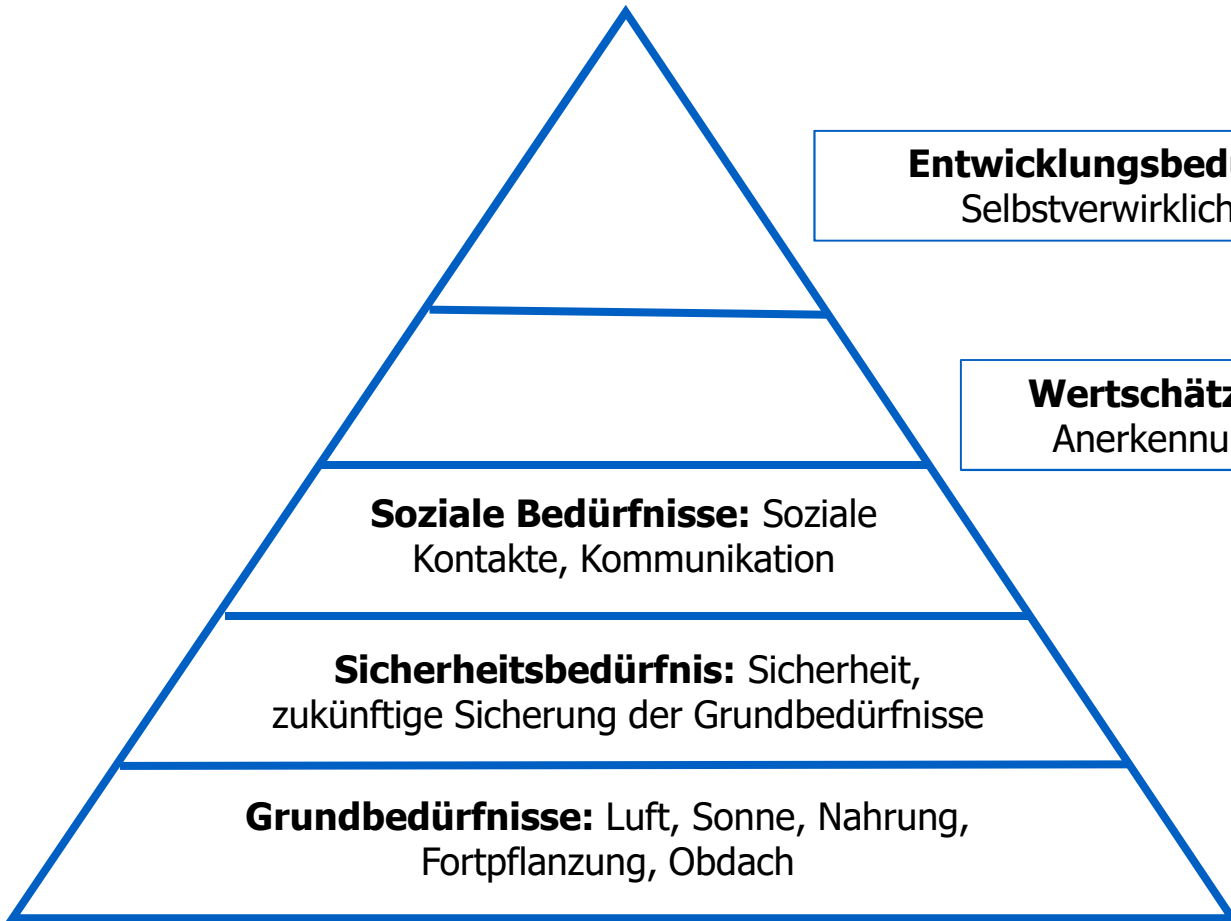 Entwicklungsbedü
Selbstverwirklich
Wertschätz
Anerkennu
Soziale Bedürfnisse: Soziale
Kontakte, Kommunikation
Sicherheitsbedürfnis: Sicherheit,
zukünftige Sicherung der Grundbedürfnisse
Grundbedürfnisse: Luft, Sonne, Nahrung,
Fortpflanzung, Obdach